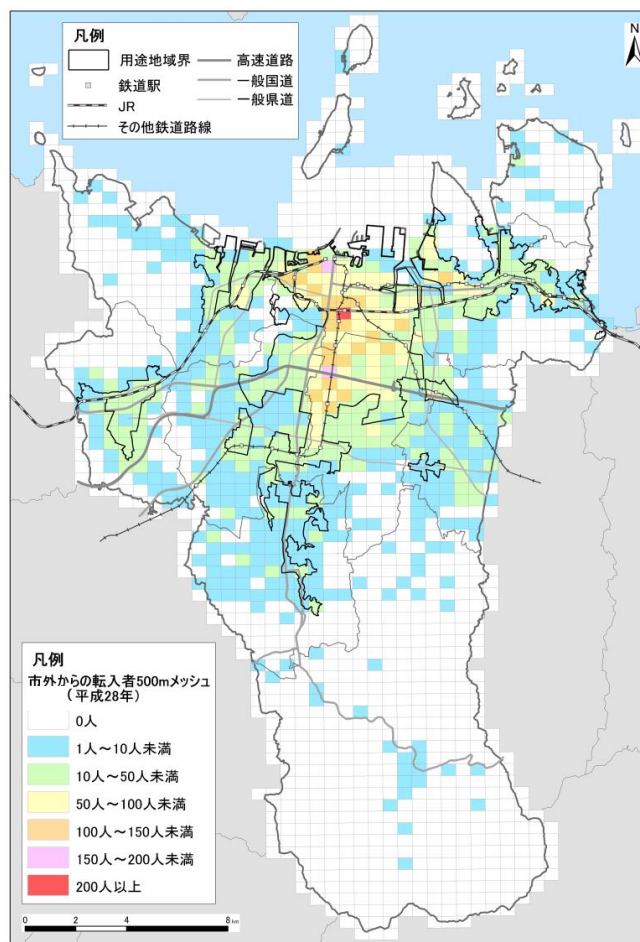 凡例
用途地域界
鉄道駅
JR
その他鉄道路線
高速道路
一般国道
一般県道
N
凡例
市外からの転入者500mメッシュ
(平成28年)
0人
1人~10人未満
10人~50人未満
50人~100人未満
100人~150人未満
150人~200人未満
200人以上
0 2 4 8 km